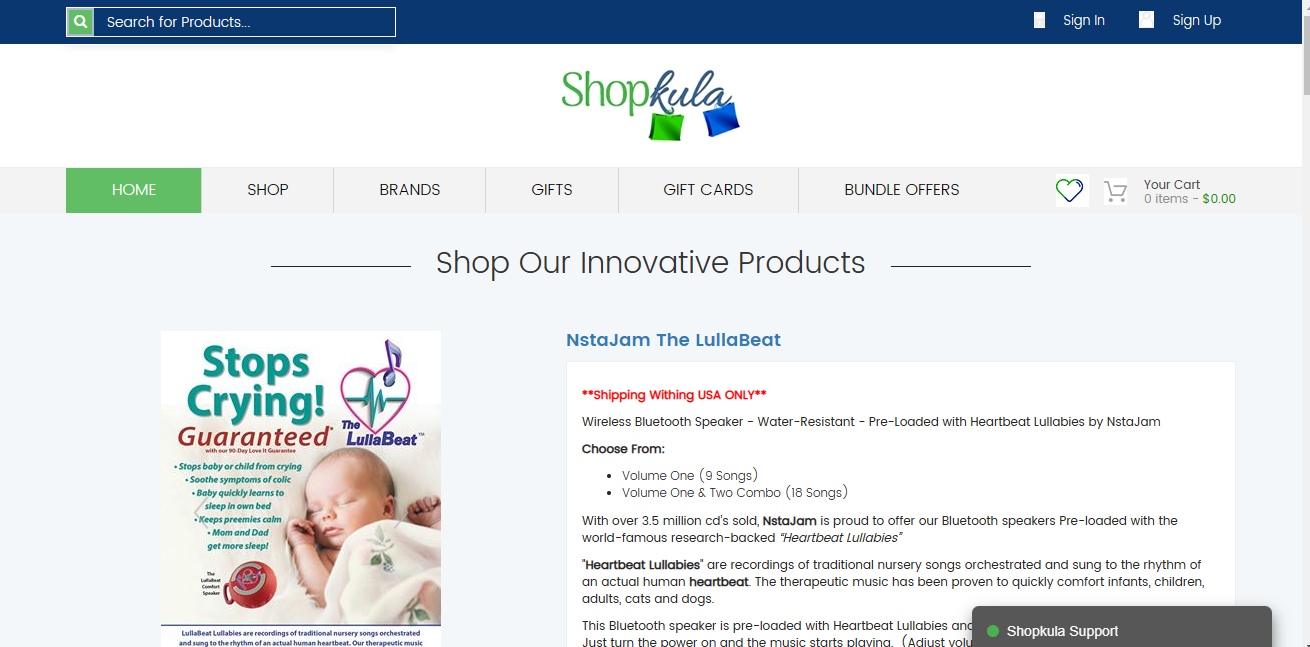 Search for Products...
Sign In
Sign Up
Shopkula
HOME
SHOP
BRANDS
GIFTS
GIFT CARDS
BUNDLE OFFERS
Your Cart
0 items - $0.00
Shop Our Innovative Products
Stops
Crying!
Guaranteed*
with our 90-Day Love It Guarantee
The
LullaBeat™
• Stops baby or child from crying
• Soothe symptoms of colic
• Baby quickly learns to
sleep in own bed
• Keeps preemies calm
• Mom and Dad
get more sleep!
The
LullaBeat
Comfort
Speaker
LullaBeat Lullabies are recordings of traditional nursery songs orchestrated
and sung to the rhythm of an actual human heartbeat. Our therapeutic music
NstaJam The LullaBeat
**Shipping Withing USA ONLY**
Wireless Bluetooth Speaker - Water-Resistant - Pre-Loaded with Heartbeat Lullabies by NstaJam
Choose From:
• Volume One (9 Songs)
• Volume One & Two Combo (18 Songs)
With over 3.5 million cd's sold, NstaJam is proud to offer our Bluetooth speakers Pre-loaded with the
world-famous research-backed “Heartbeat Lullabies”
"Heartbeat Lullabies" are recordings of traditional nursery songs orchestrated and sung to the rhythm of
an actual human heartbeat. The therapeutic music has been proven to quickly comfort infants, children,
adults, cats and dogs.
This Bluetooth speaker is pre-loaded with Heartbeat Lullabies and
Just turn the power on and the music starts playing. (Adjust volu
Shopkula Support